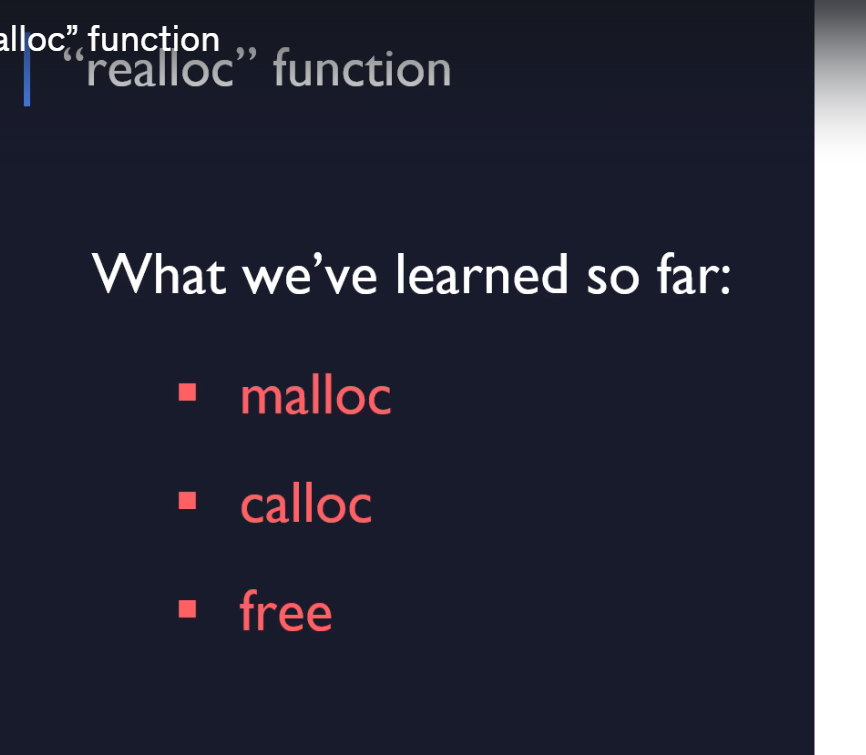 alloc” function
“realloc” function
What we’ve learned so far:
▪ malloc
▪ calloc
▪ free